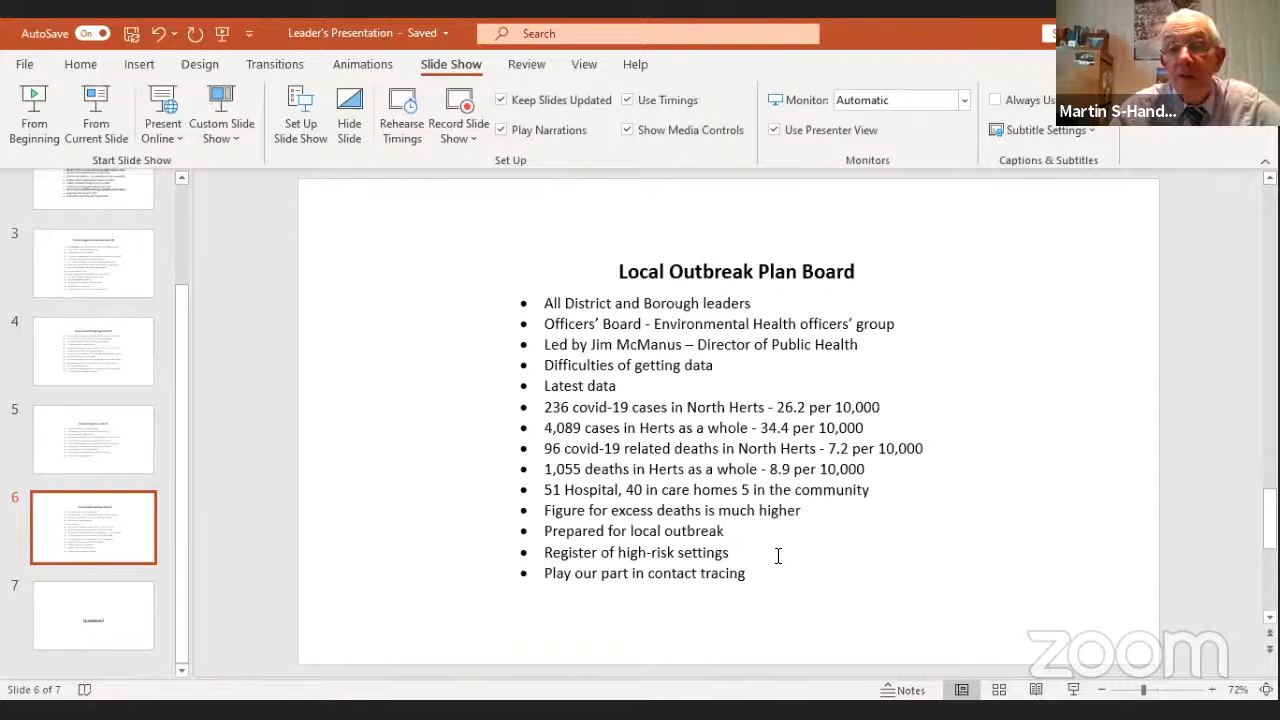 AutoSave On Leader's Presentation - Saved Search
File Home Insert Design Transitions Animations Slide Show Review View Help
Martin S-Hand...
From Beginning
From Current Slide
Present Online
Custom Slide Show
Set Up Slide Show
Hide Slide
Rehearse Timings
Record Slide Show
Keep Slides Updated
Play Narrations
Use Timings
Show Media Controls
Monitor: Automatic
Use Presenter View
Always
Subtitle Settings
Start Slide Show Set Up Monitors Captions & Subtitles
3
4
5
6
7
Local Outbreak Plan Board
• All District and Borough leaders
• Officers' Board - Environmental Health officers' group
Led by Jim McManus – Director of Public Health
• Difficulties of getting data
• Latest data
• 236 covid-19 cases in North Herts - 26.2 per 10,000
• 4,089 cases in Herts as a whole - 34.4 per 10,000
• 96 covid-19 related deaths in North Herts - 7.2 per 10,000
• 1,055 deaths in Herts as a whole - 8.9 per 10,000
• 51 Hospital, 40 in care homes 5 in the community
Figure for excess deaths is much higher
Prepared for local outbreak
• Register of high-risk settings
• Play our part in contact tracing
zoom
Slide 6 of 7 Notes 72%